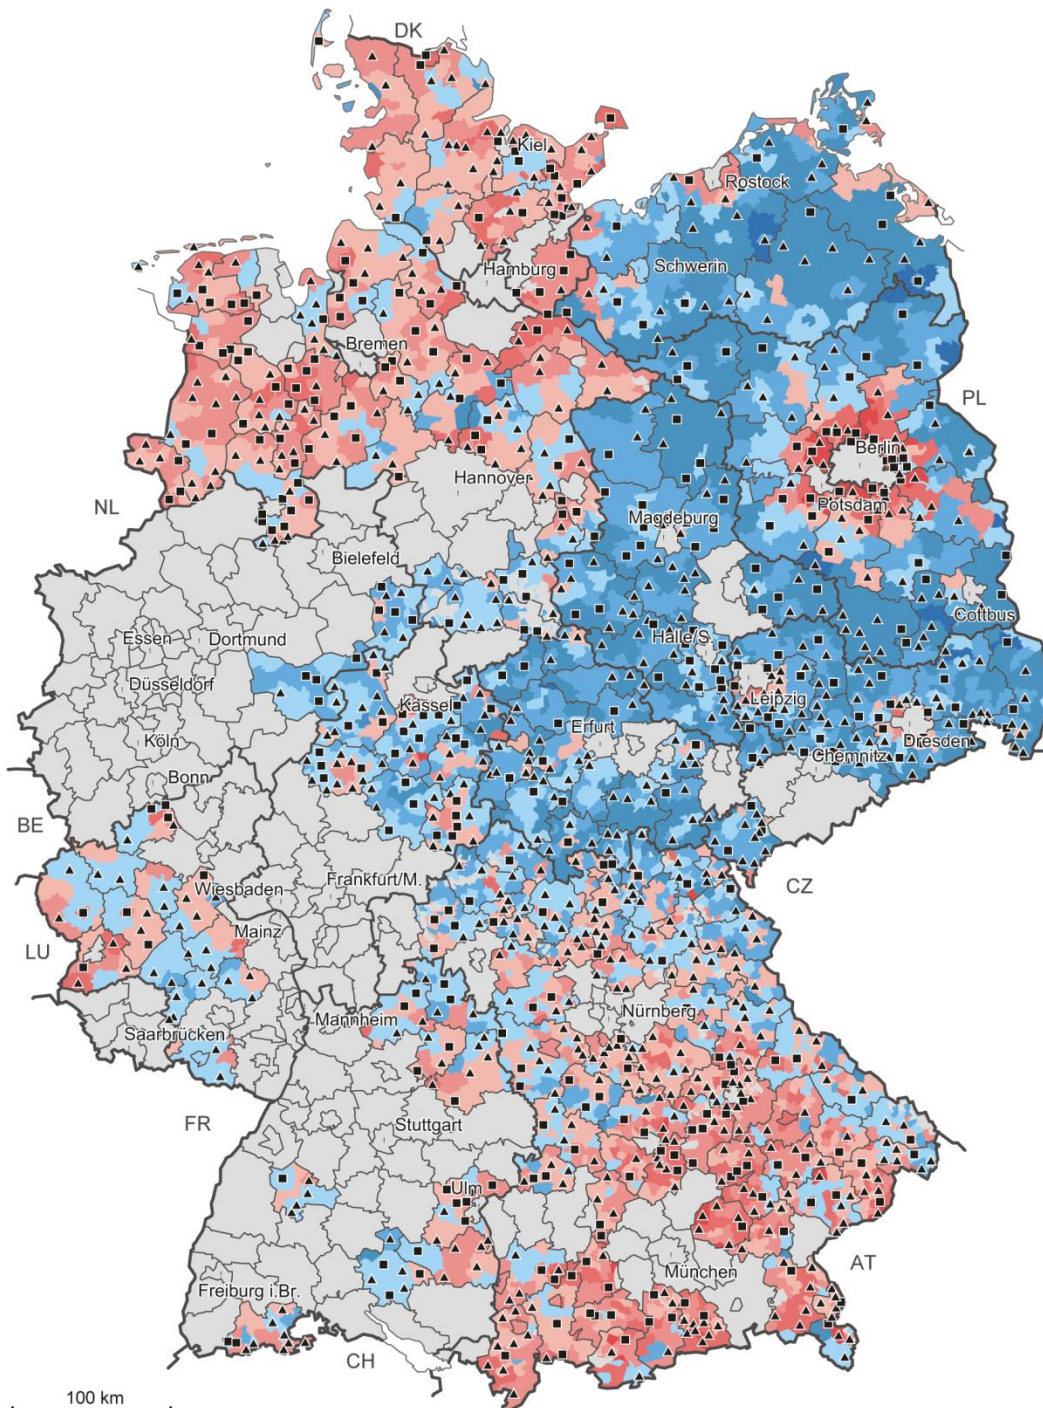 DK
Kiel
Rostock
Hamburg
Schwerin
Bremen
PL
Berlin
Hannover
NL
Potsdam
Magdeburg
Bielefeld
Cottbus
Essen
Dortmund
Halle/S.
Düsseldorf
Leipzig
Kassel
Erfurt
Köln
Dresden
Chemnitz
Bonn
BE
Frankfurt/M.
CZ
Wiesbaden
Mainz
LU
Nürnberg
Mannheim
Saarbrücken
FR
Stuttgart
Ulm
AT
München
Freiburg i.Br.
CH
100 km